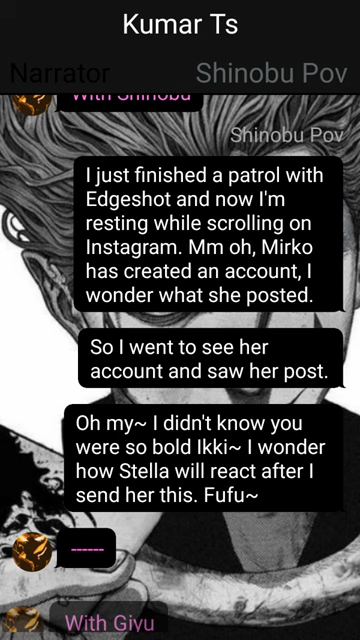 Kumar Ts
Narrator
Shinobu Pov
With Shinobu
Shinobu Pov
I just finished a patrol with
Edgeshot and now I'm
resting while scrolling on
Instagram. Mm oh, Mirko
has created an account, I
wonder what she posted.
So I went to see her
account and saw her post.
Oh my~ I didn't know you
were so bold Ikki~ I wonder
how Stella will react after I
send her this. Fufu~
------
With Giyu